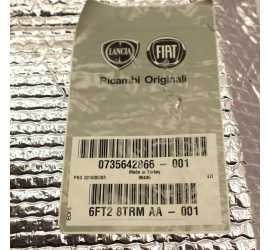 LANCIA FIAT
Ricambi Originali
0735642866 - 001
Made in Turkey
6FT2 8TRM AA - 001